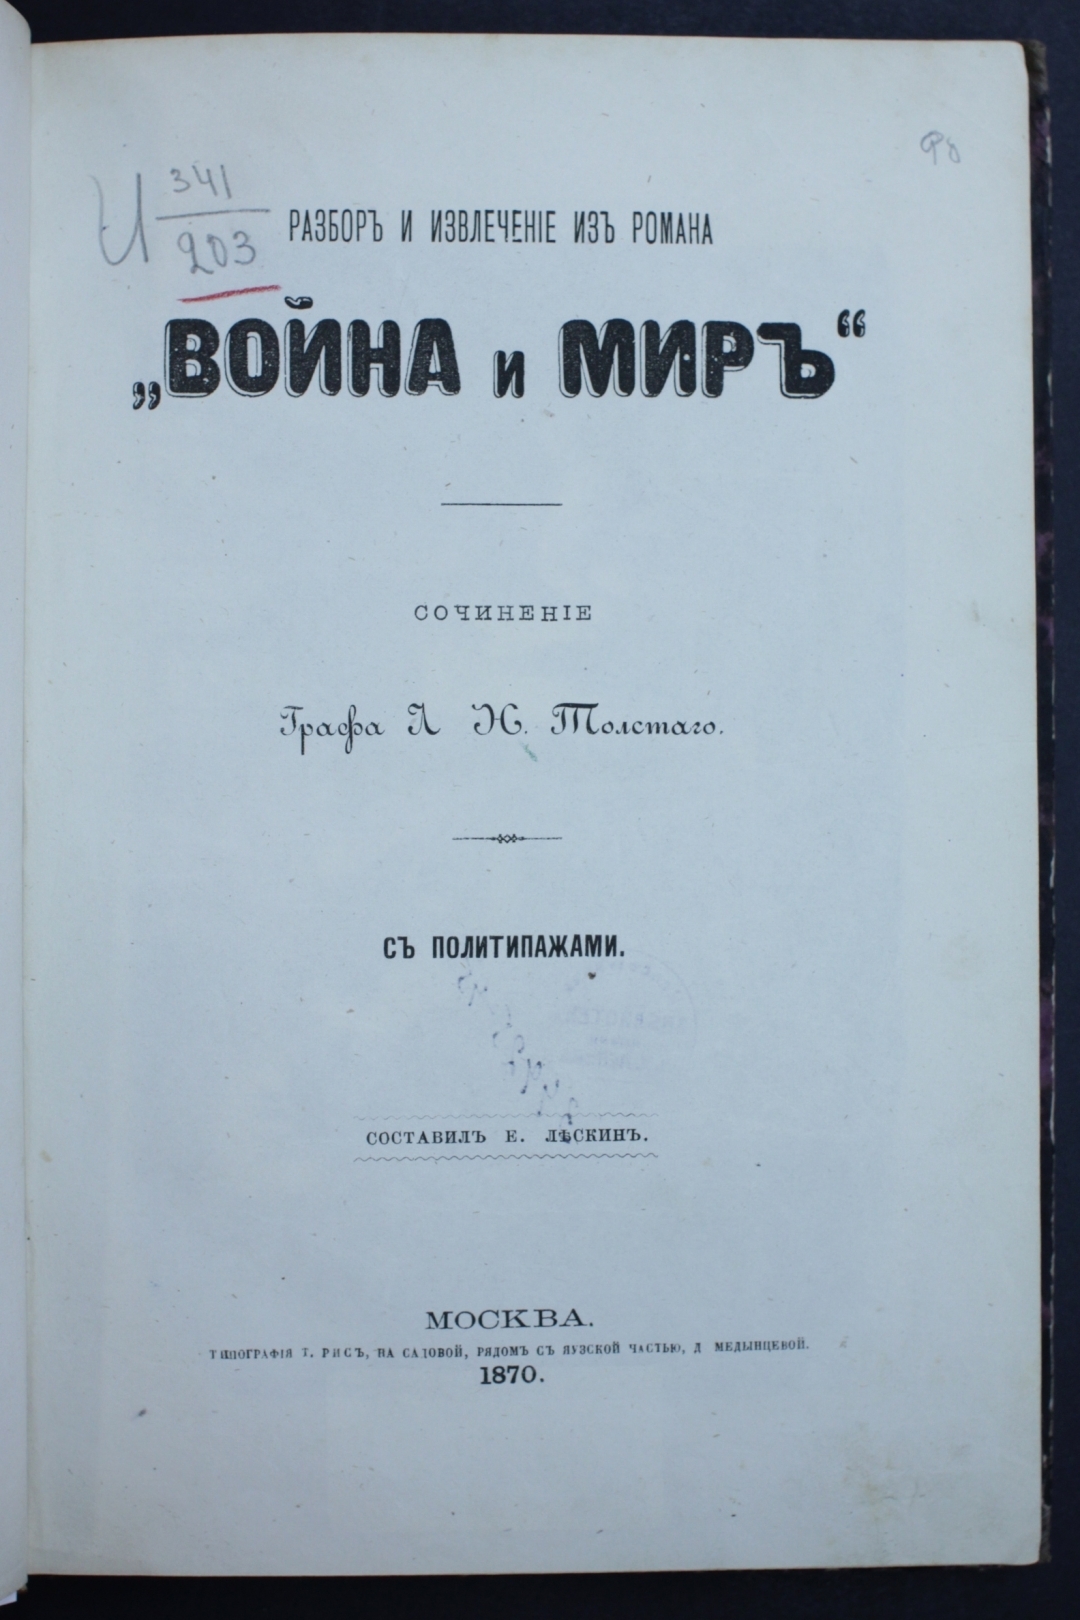 И 341
203
Фб
РАЗБОРЪ И ИЗВЛЕЧЕНІЕ ИЗЪ РОМАНА
„ВОЙНА И МИРЪ“
СОЧИНЕНІЕ
Графа Л Н. Толстаго.
СЪ ПОЛИТИПАЖАМИ.
СОСТАВИЛЪ Е. ЛѢСКИНЪ.
МОСКВА.
ТИПОГРАФІЯ Т. РИСЪ, НА САДОВОЙ, РЯДОМЪ СЪ ЯУЗСКОЙ ЧАСТЬЮ, Д МЕДЫНЦЕВОЙ.
1870.